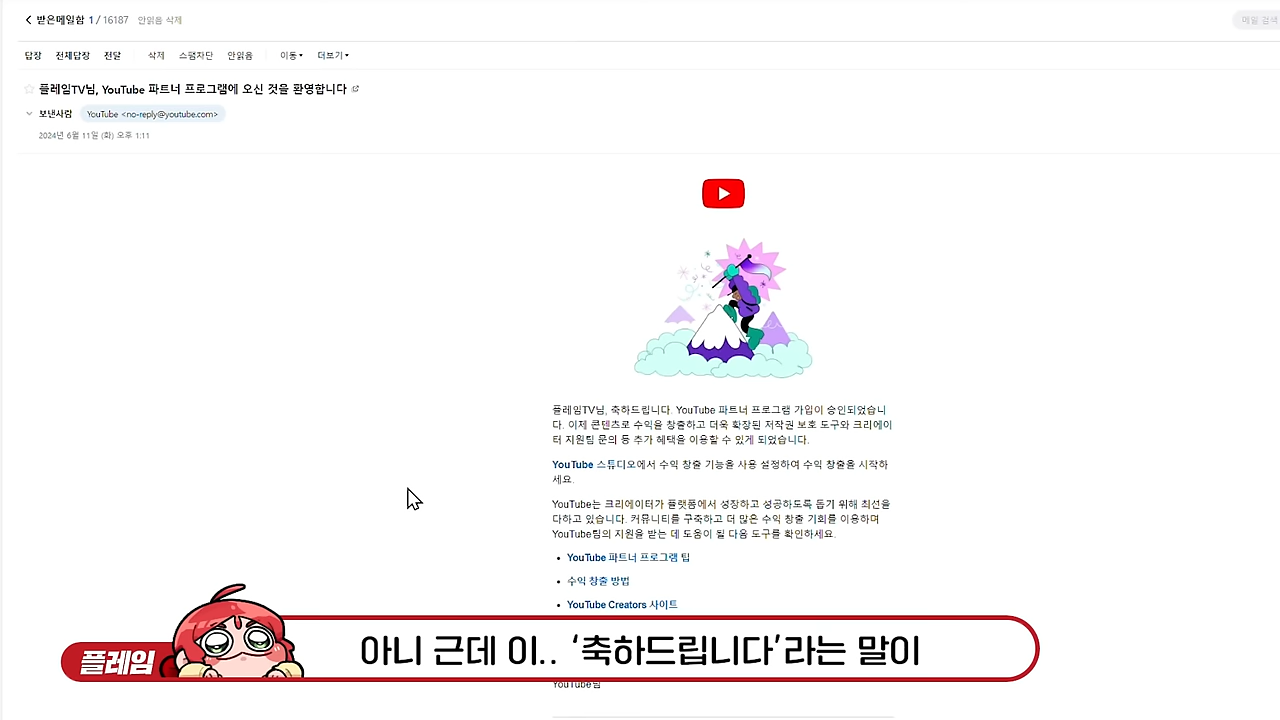 받은메일함 1 / 16187 안읽음 삭제
메일 검색
답장 전체답장 전달 삭제 스팸차단 안읽음 이동 더보기
플레임TV님, YouTube 파트너 프로그램에 오신 것을 환영합니다
보낸사람 YouTube <no-reply@youtube.com>
2024년 6월 11일 (화) 오후 1:11
플레임TV님, 축하드립니다. YouTube 파트너 프로그램 가입이 승인되었습니
다. 이제 콘텐츠로 수익을 창출하고 더욱 확장된 저작권 보호 도구와 크리에이
터 지원팀 문의 등 추가 혜택을 이용할 수 있게 되었습니다.
YouTube 스튜디오에서 수익 창출 기능을 사용 설정하여 수익 창출을 시작하
세요.
YouTube는 크리에이터가 플랫폼에서 성장하고 성공하도록 돕기 위해 최선을
다하고 있습니다. 커뮤니티를 구축하고 더 많은 수익 창출 기회를 이용하며
YouTube팀의 지원을 받는 데 도움이 될 다음 도구를 확인하세요.
• YouTube 파트너 프로그램 팁
• 수익 창출 방법
• YouTube Creators 사이트
플레임
아니 근데 이.. ‘축하드립니다’라는 말이
YouTube팀